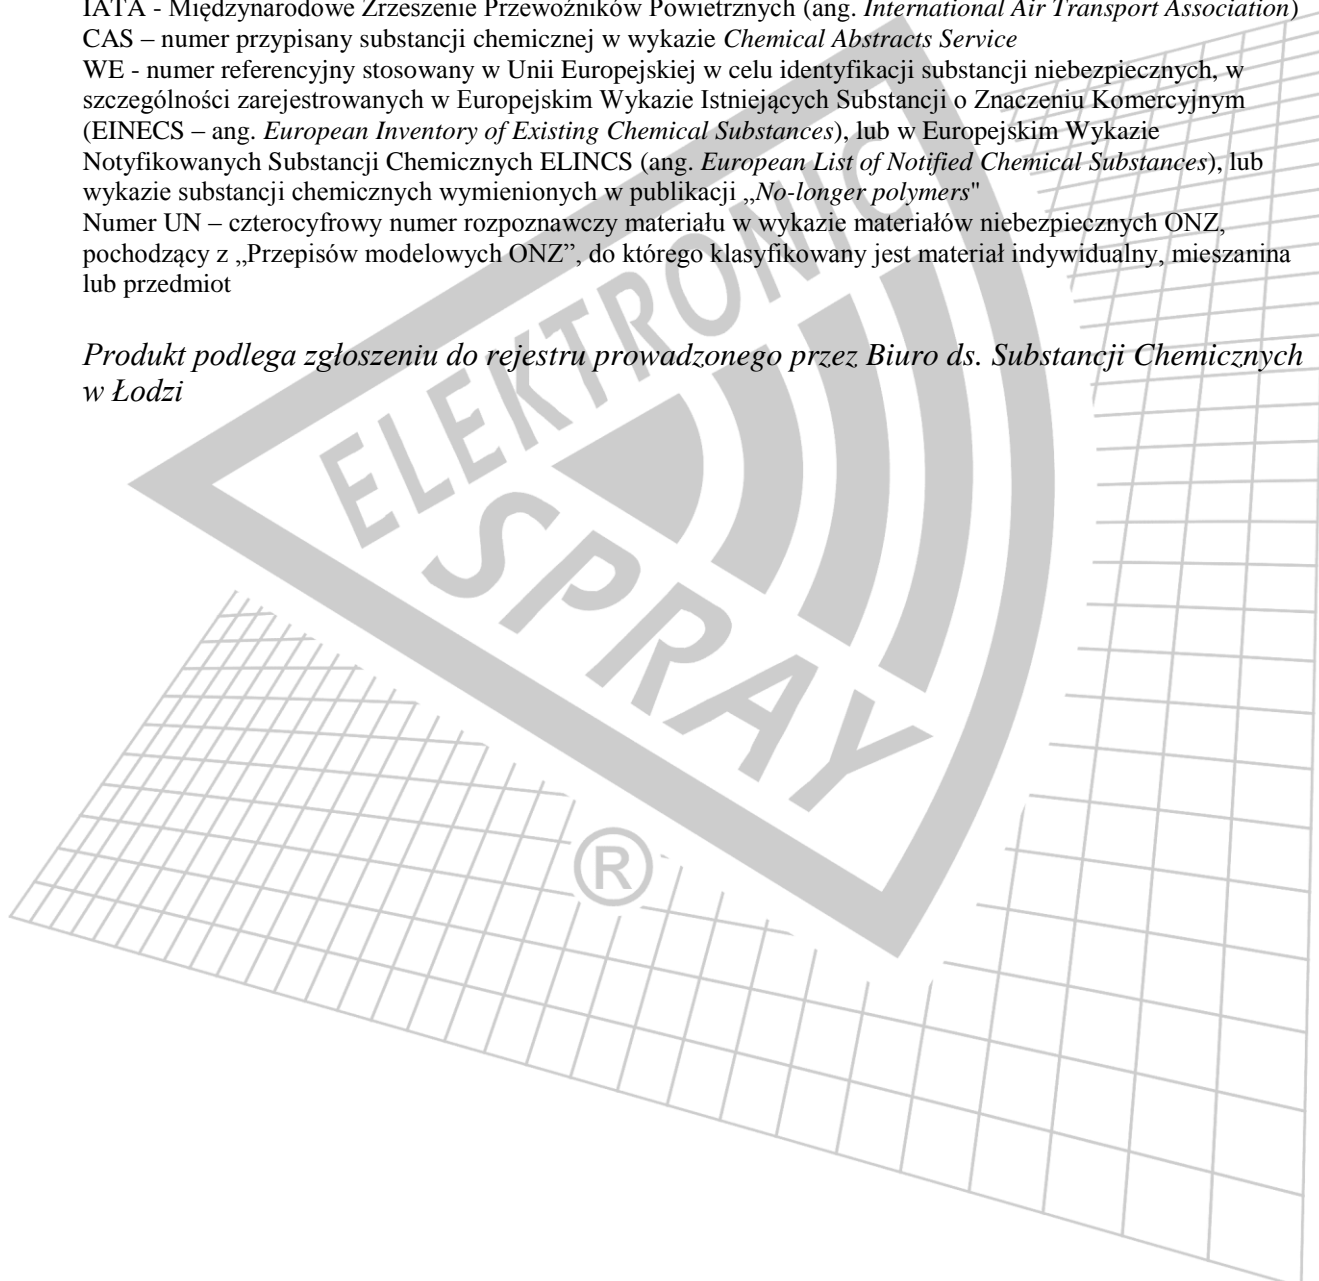 IATA - Międzynarodowe Zrzeszenie Przewoźników Powietrznych (ang. International Air Transport Association)
CAS – numer przypisany substancji chemicznej w wykazie Chemical Abstracts Service
WE - numer referencyjny stosowany w Unii Europejskiej w celu identyfikacji substancji niebezpiecznych, w
szczególności zarejestrowanych w Europejskim Wykazie Istniejących Substancji o Znaczeniu Komercyjnym
(EINECS – ang. European Inventory of Existing Chemical Substances), lub w Europejskim Wykazie
Notyfikowanych Substancji Chemicznych ELINCS (ang. European List of Notified Chemical Substances), lub
wykazie substancji chemicznych wymienionych w publikacji „No-longer polymers"
Numer UN – czterocyfrowy numer rozpoznawczy materiału w wykazie materiałów niebezpiecznych ONZ,
pochodzący z „Przepisów modelowych ONZ”, do którego klasyfikowany jest materiał indywidualny, mieszanina
lub przedmiot
Produkt podlega zgłoszeniu do rejestru prowadzonego przez Biuro ds. Substancji Chemicznych
w Łodzi
ELEKTRONIC
SPRAY
®